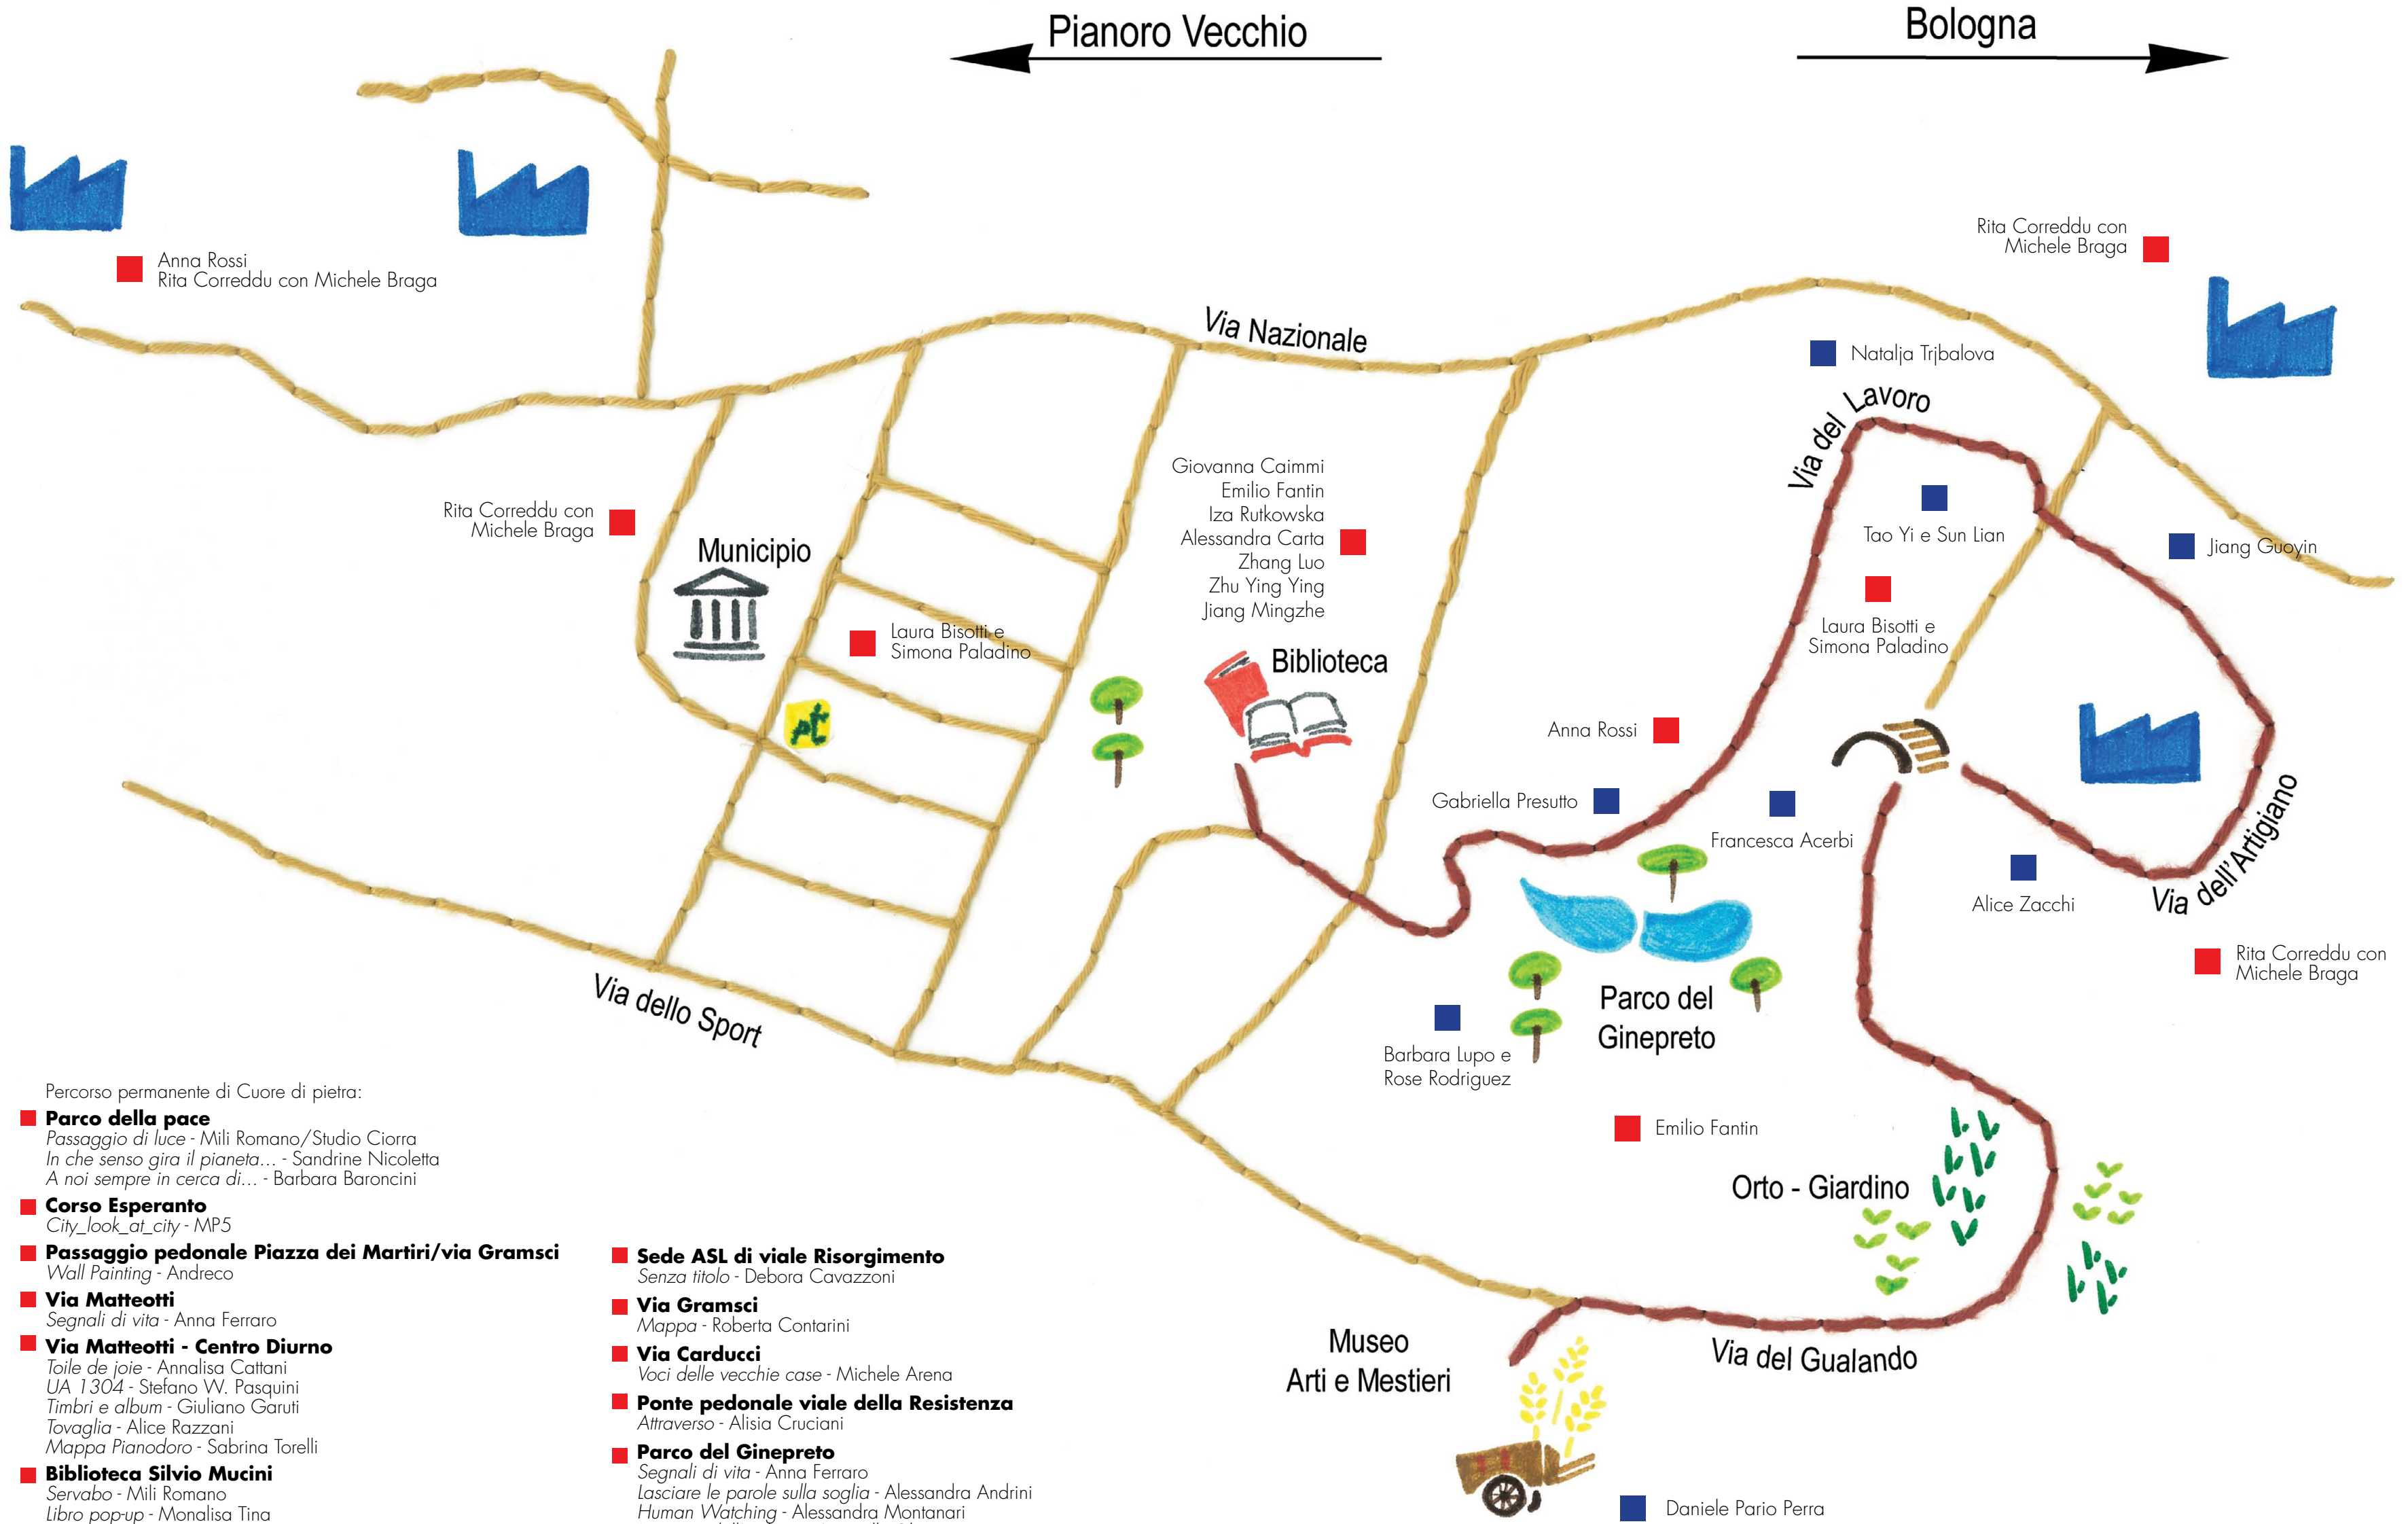 Pianoro Vecchio
Bologna
Rita Correddu con
Michele Braga
Anna Rossi
Rita Correddu con Michele Braga
Via Nazionale
Natalja Trjbalova
Via del Lavoro
Giovanna Caimmi
Emilio Fantin
Iza Rutkowska
Alessandra Carta
Zhang Luo
Zhu Ying Ying
Jiang Mingzhe
Rita Correddu con
Michele Braga
Municipio
Tao Yi e Sun Lian
Jiang Guoyin
Laura Bisotti e
Simona Paladino
Laura Bisotti e
Simona Paladino
Biblioteca
pt
Anna Rossi
Gabriella Presutto
Francesca Acerbi
Via dell'Artigiano
Alice Zacchi
Rita Correddu con
Michele Braga
Via dello Sport
Parco del
Ginepreto
Barbara Lupo e
Rose Rodriguez
Emilio Fantin
Orto - Giardino
Museo
Arti e Mestieri
Via del Gualando
Daniele Pario Perra
Percorso permanente di Cuore di pietra:
Parco della pace
Passaggio di luce - Mili Romano/Studio Ciorra
In che senso gira il pianeta... - Sandrine Nicoletta
A noi sempre in cerca di... - Barbara Baroncini
Corso Esperanto
City_look_at_city - MP5
Passaggio pedonale Piazza dei Martiri/via Gramsci
Wall Painting - Andreco
Via Matteotti
Segnali di vita - Anna Ferraro
Via Matteotti - Centro Diurno
Toile de joie - Annalisa Cattani
UA 1304 - Stefano W. Pasquini
Timbri e album - Giuliano Garuti
Tovaglia - Alice Razzani
Mappa Pianodoro - Sabrina Torelli
Biblioteca Silvio Mucini
Servabo - Mili Romano
Libro pop-up - Monalisa Tina
Sede ASL di viale Risorgimento
Senza titolo - Debora Cavazzoni
Via Gramsci
Mappa - Roberta Contarini
Via Carducci
Voci delle vecchie case - Michele Arena
Ponte pedonale viale della Resistenza
Attraverso - Alisia Cruciani
Parco del Ginepreto
Segnali di vita - Anna Ferraro
Lasciare le parole sulla soglia - Alessandra Andrini
Human Watching - Alessandra Montanari